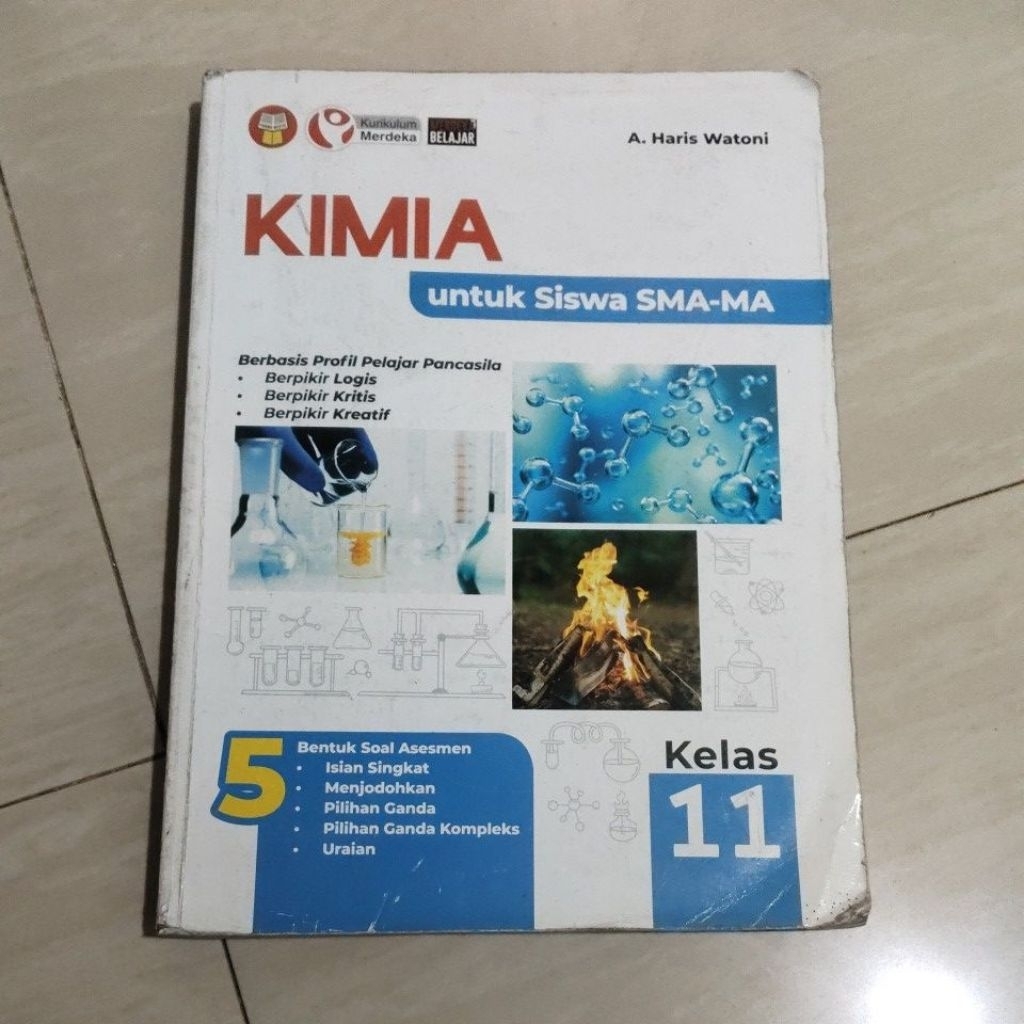 Kurikulum
Merdeka
BELAJAR
A. Haris Watoni
KIMIA
untuk Siswa SMA-MA
Berbasis Profil Pelajar Pancasila
• Berpikir Logis
• Berpikir Kritis
• Berpikir Kreatif
5 Bentuk Soal Asesmen
• Isian Singkat
• Menjodohkan
• Pilihan Ganda
• Pilihan Ganda Kompleks
• Uraian
Kelas
11